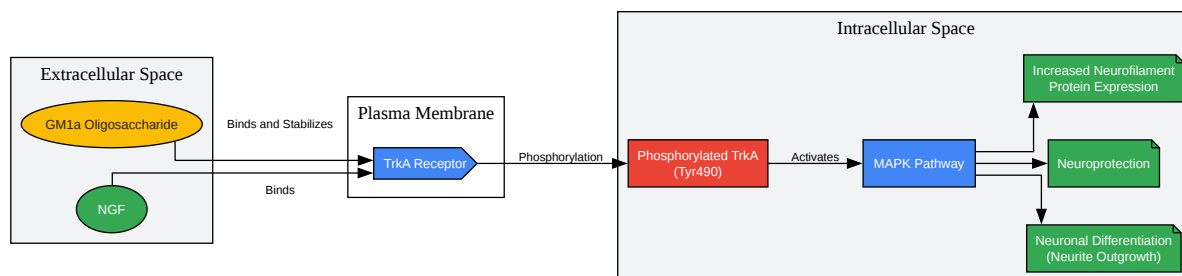 Extracellular Space
GM1a Oligosaccharide
NGF
Binds and Stabilizes
Binds
Plasma Membrane
TrkA Receptor
Phosphorylation
Intracellular Space
Phosphorylated TrkA
(Tyr490)
Activates
MAPK Pathway
Increased Neurofilament
Protein Expression
Neuroprotection
Neuronal Differentiation
(Neurite Outgrowth)